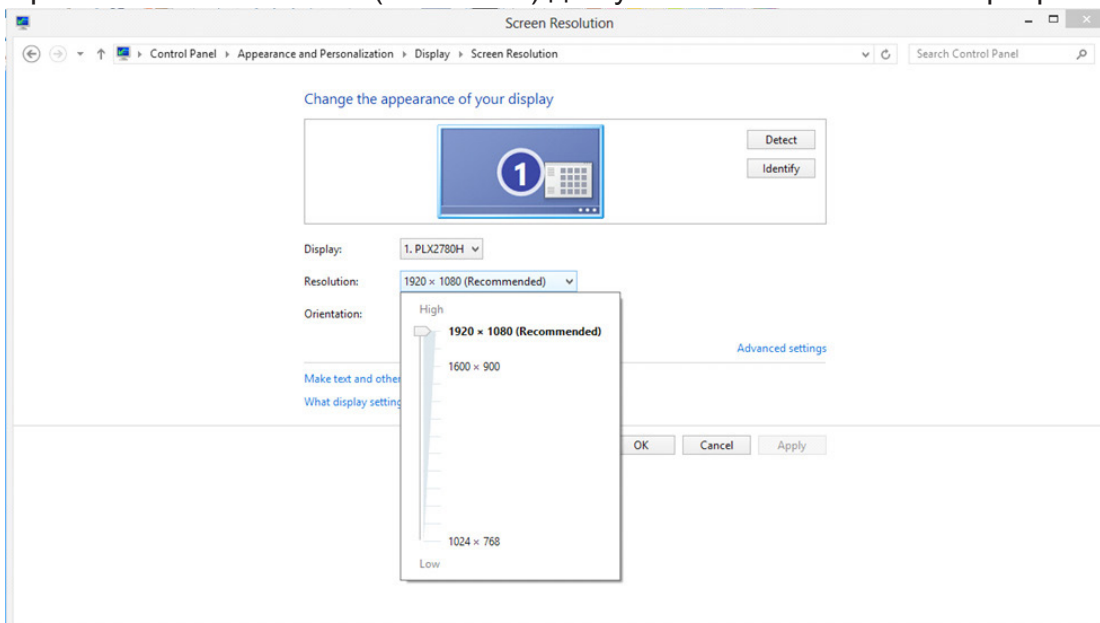 Screen Resolution
Control Panel Appearance and Personalization Display Screen Resolution
Search Control Panel
Change the appearance of your display
1
Detect
Identify
Display:
1. PLX2780H
Resolution:
1920 × 1080 (Recommended)
Orientation:
High
1920 × 1080 (Recommended)
1600 × 900
1024 × 768
Low
Advanced settings
Make text and other
What display setting
OK Cancel Apply